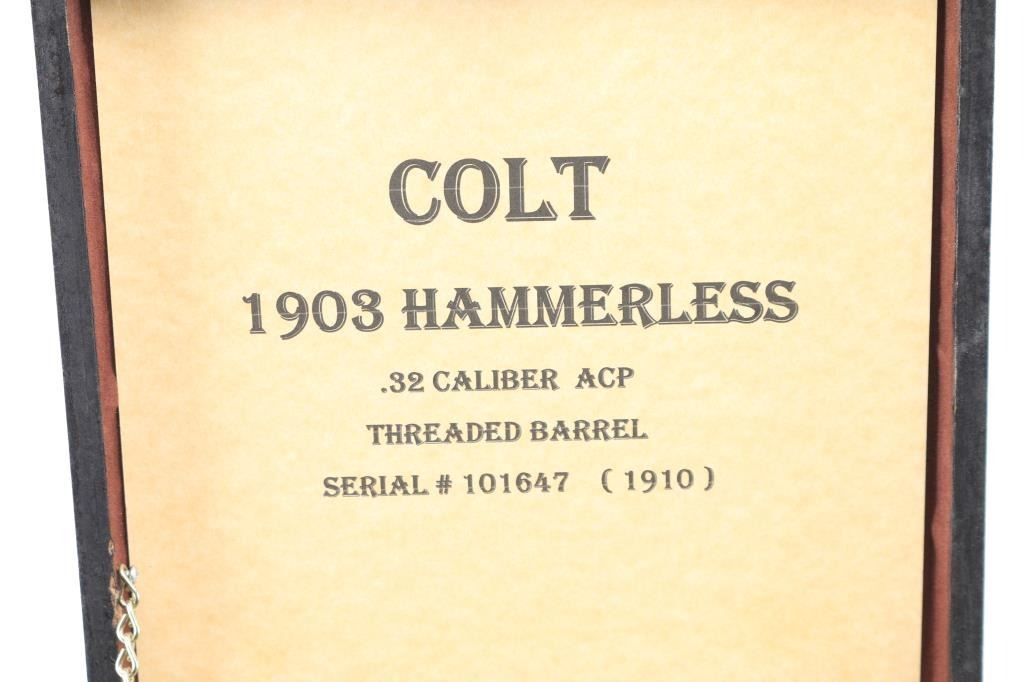 COLT
1903 HAMMERLESS
.32 CALIBER ACP
THREADED BARREL
SERIAL # 101647 ( 1910 )